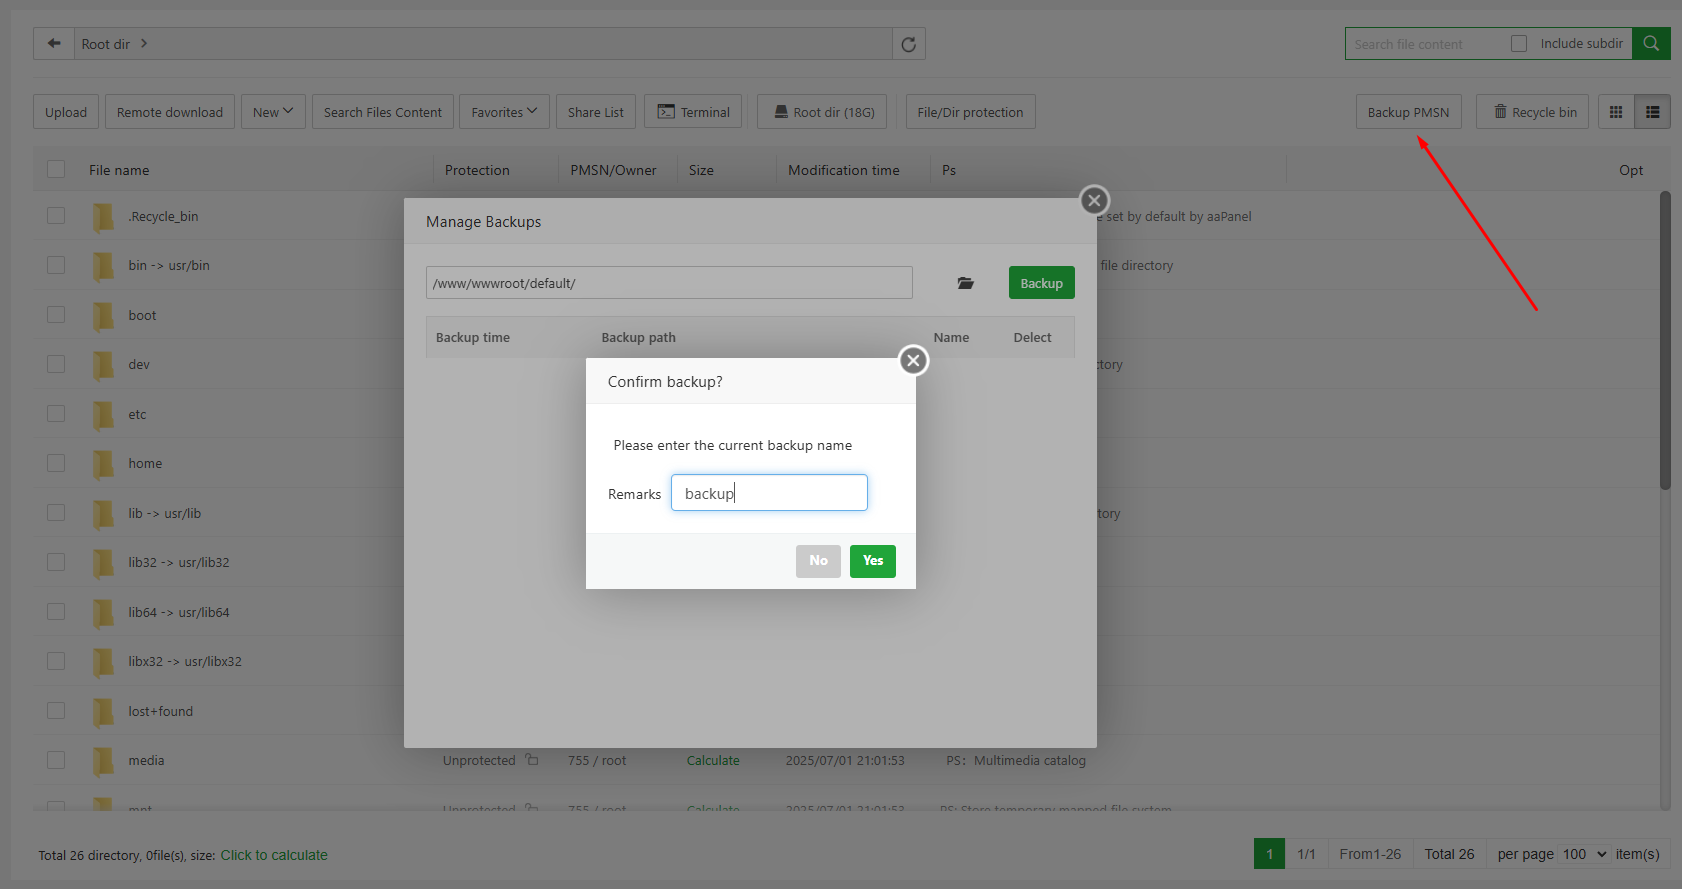 Root dir
Search file content Include subdir
Upload Remote download New Search Files Content Favorites Share List Terminal Root dir (18G) File/Dir protection Backup PMSN Recycle bin
File name Protection PMSN/Owner Size Modification time Ps Opt
.Recycle_bin set by default by aaPanel
Manage Backups
bin -> usr/bin file directory
/www/wwwroot/default/ Backup
boot
Backup time Backup path Name Delect
dev
Confirm backup?
etc
Please enter the current backup name
home
Remarks backup
lib -> usr/lib
lib32 -> usr/lib32
No Yes
lib64 -> usr/lib64
libx32 -> usr/libx32
lost+found
media Unprotected 755 / root Calculate 2025/07/01 21:01:53 PS: Multimedia catalog
mnt Unprotected 755 / root Calculate 2025/07/01 21:01:53 PS: Store temporary mapped file system
Total 26 directory, 0file(s), size: Click to calculate 1 1/1 From1-26 Total 26 per page 100 item(s)